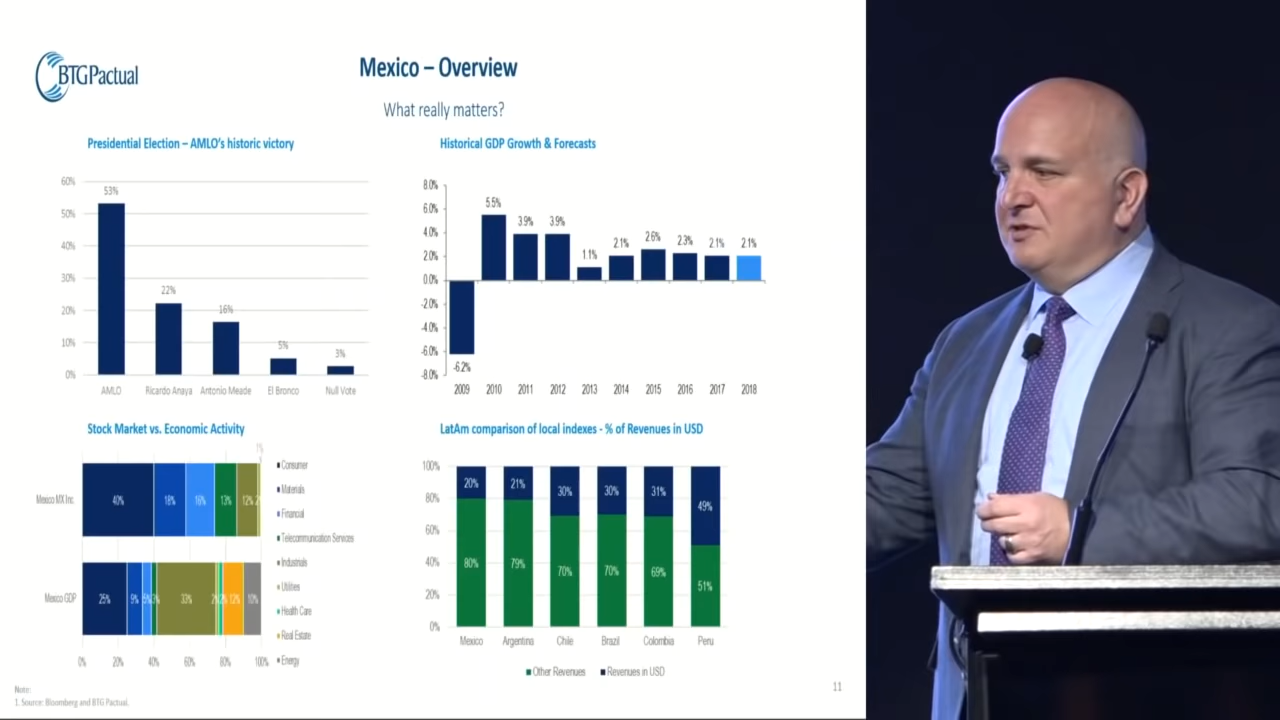 BTGPactual
Mexico – Overview
What really matters?
Presidential Election – AMLO's historic victory
60%
50%
40%
30%
20%
10%
0%
53%
22%
16%
5%
3%
AMLO
Ricardo Anaya
Antonio Meade
El Bronco
Null Vote
Historical GDP Growth & Forecasts
8.0%
6.0%
4.0%
2.0%
0.0%
-2.0%
-4.0%
-6.0%
-8.0%
-6.2%
5.5%
3.9%
3.9%
1.1%
2.1%
2.6%
2.3%
2.1%
2.1%
2009
2010
2011
2012
2013
2014
2015
2016
2017
2018
Stock Market vs. Economic Activity
Mexico MX Inc
40%
18%
16%
13%
12%
Mexico GDP
25%
9%
33%
12%
10%
0%
20%
40%
60%
80%
100%
Consumer
Materials
Financial
Telecommunication Services
Industrials
Utilities
Health Care
Real Estate
Energy
LatAm comparison of local indexes - % of Revenues in USD
100%
80%
60%
40%
20%
0%
20%
21%
30%
30%
31%
49%
80%
79%
70%
70%
69%
51%
Mexico
Argentina
Chile
Brazil
Colombia
Peru
Other Revenues
Revenues in USD
Note:
1. Source: Bloomberg and BTG Pactual.
11